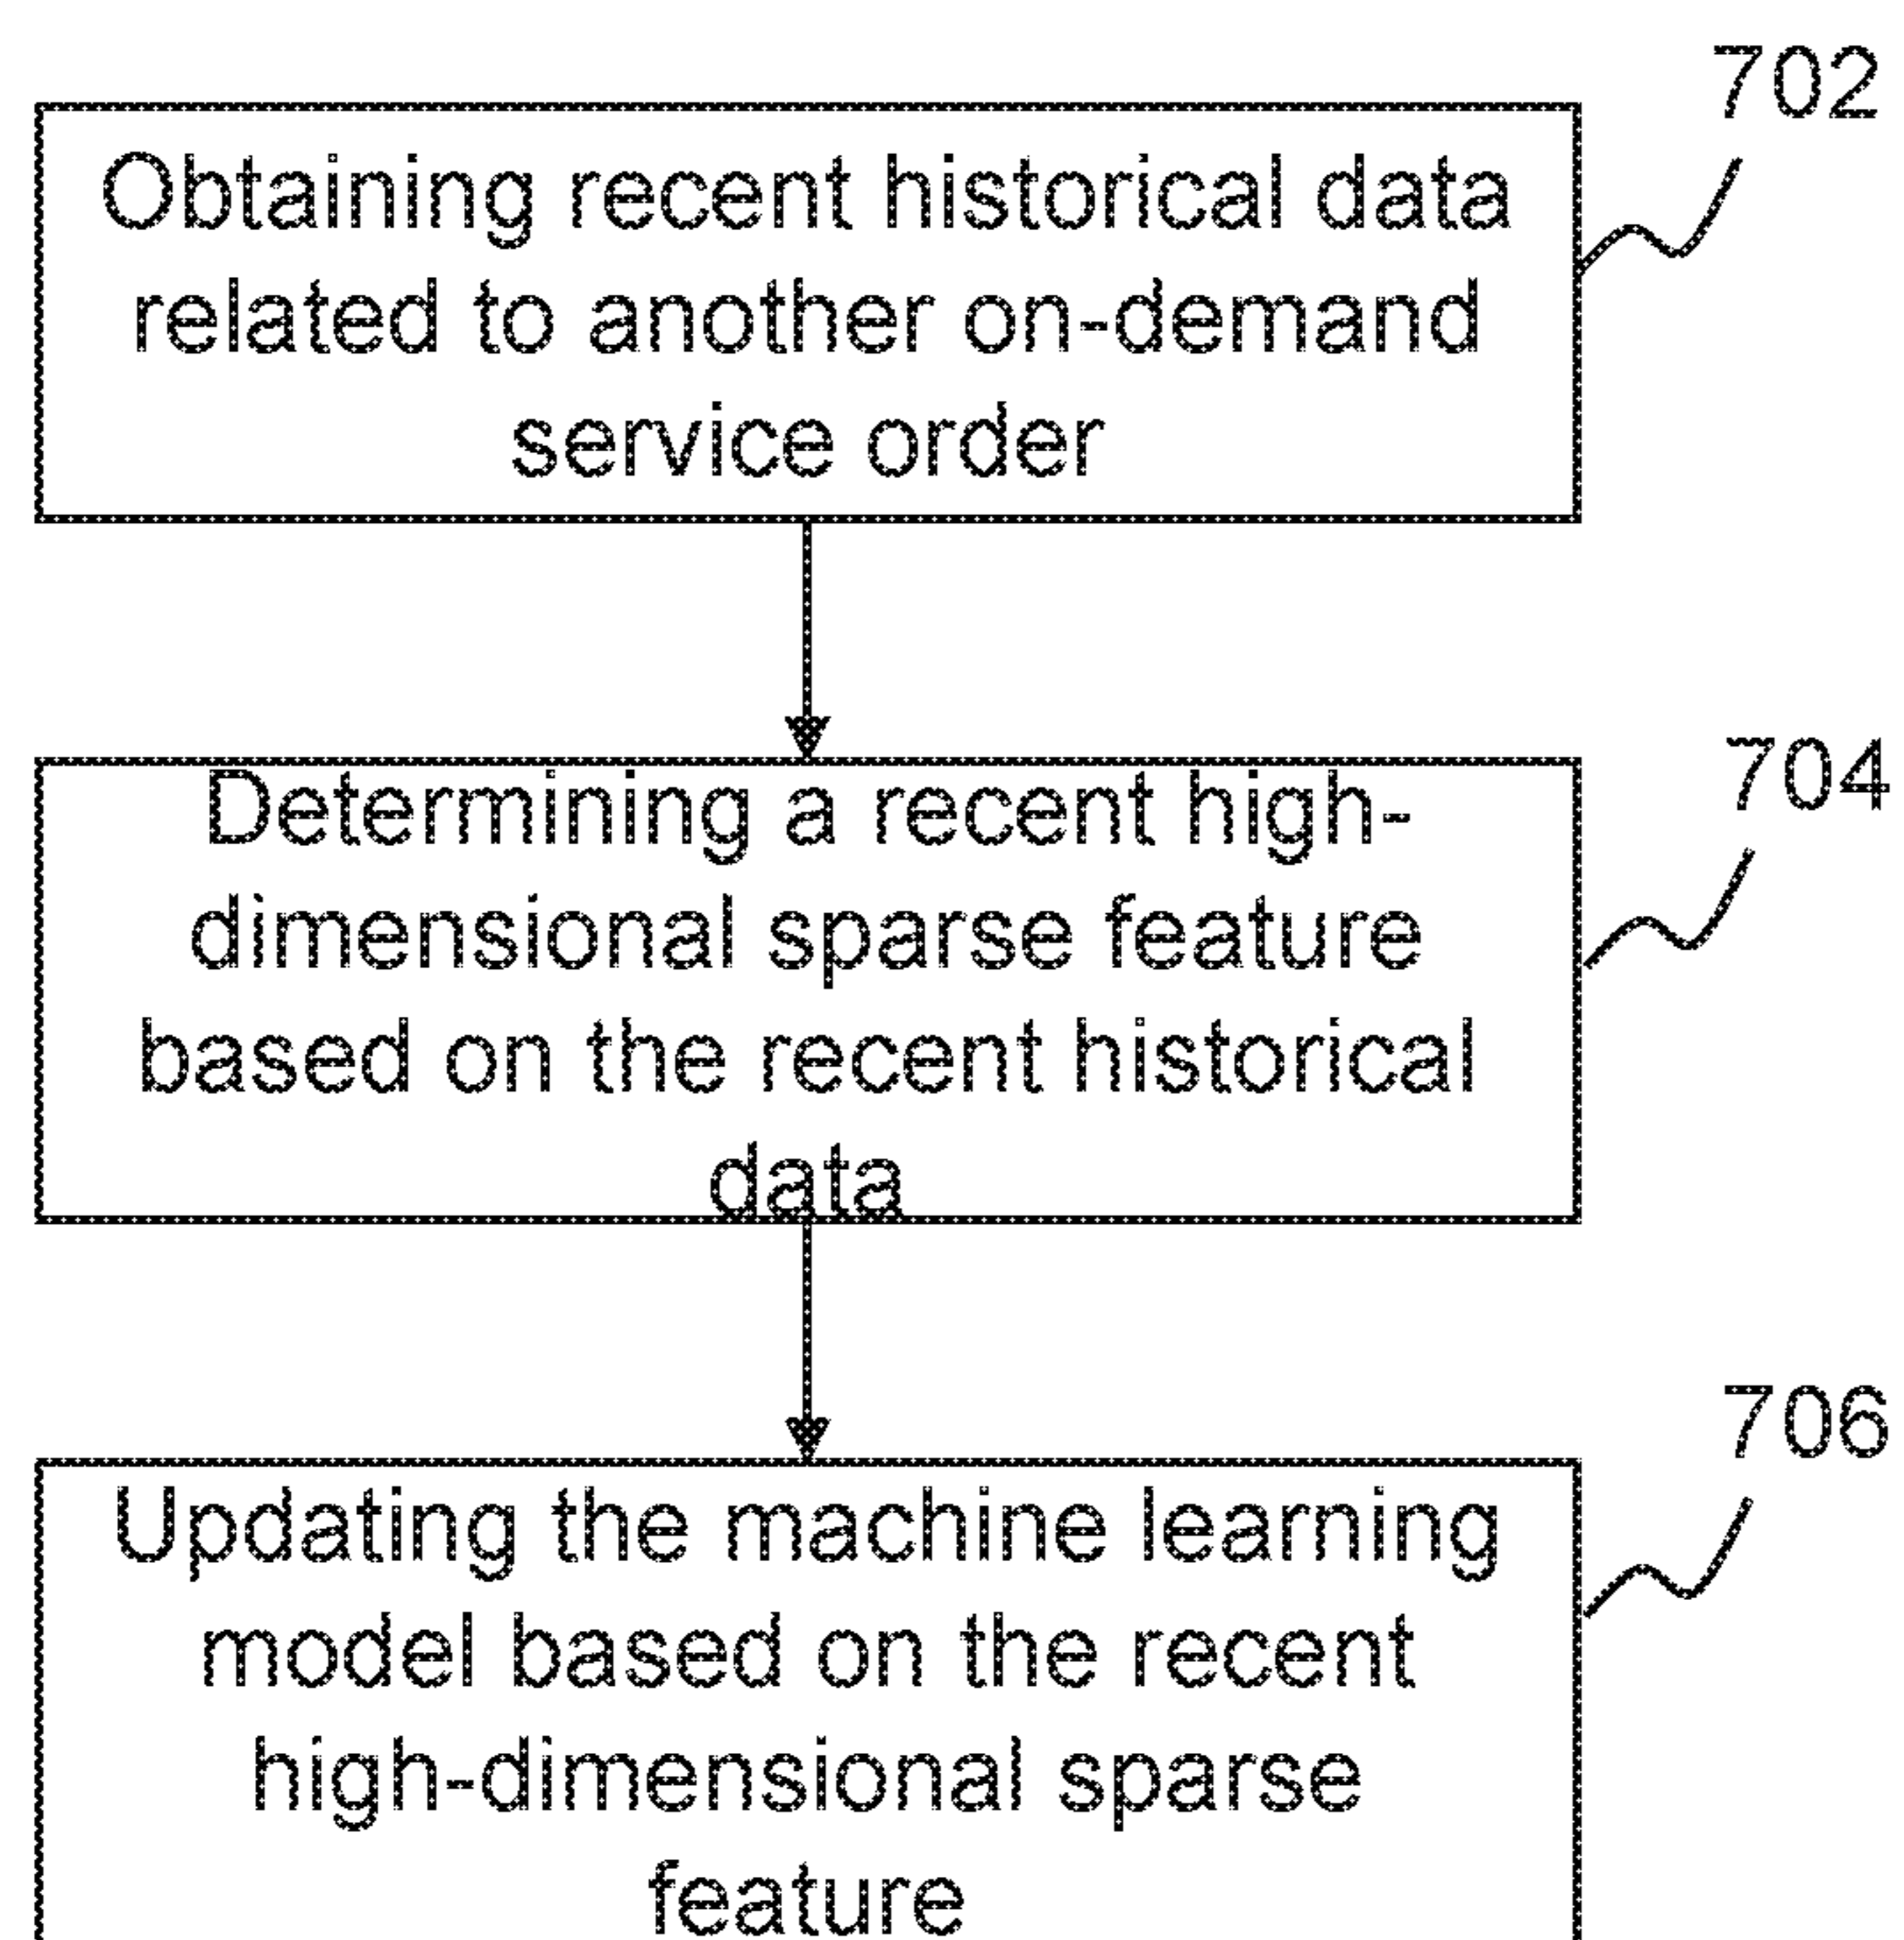 702
Obtaining recent historical data
related to another on-demand
service order
704
Determining a recent high-
dimensional sparse feature
based on the recent historical
data
706
Updating the machine learning
model based on the recent
high-dimensional sparse
feature